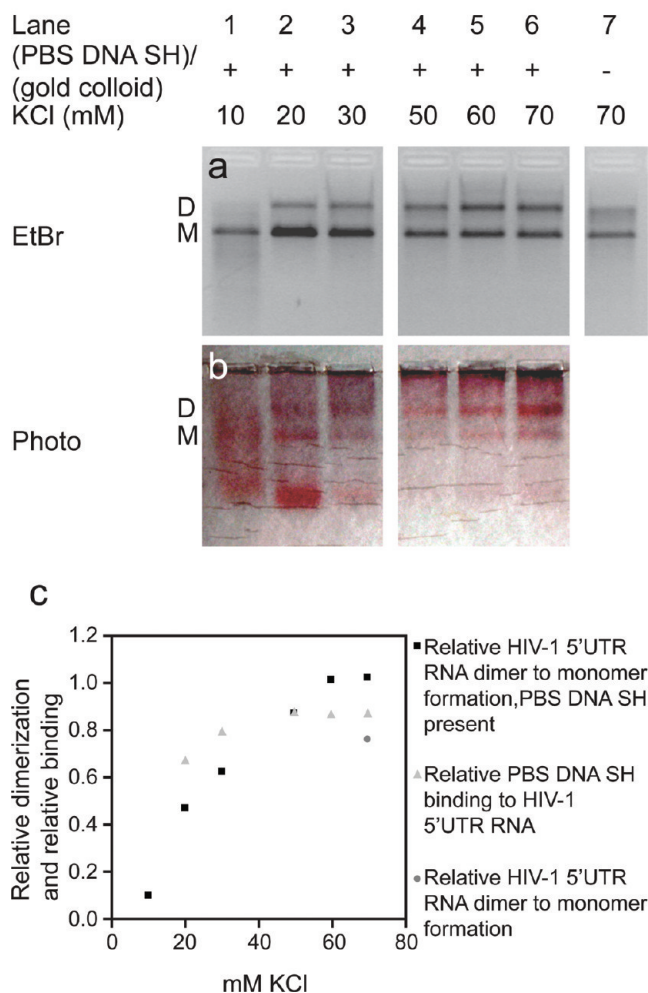 Lane 1 2 3 4 5 6 7
(PBS DNA SH)/
(gold colloid) + + + + + + -
KCl (mM) 10 20 30 50 60 70 70
a
D
EtBr M
b
D
Photo M
c
Relative dimerization
and relative binding
1.2
1.0
0.8
0.6
0.4
0.2
0.0
0 20 40 60 80
mM KCl
Relative HIV-1 5'UTR
RNA dimer to monomer
formation,PBS DNA SH
present
Relative PBS DNA SH
binding to HIV-1
5'UTR RNA
Relative HIV-1 5'UTR
RNA dimer to monomer
formation